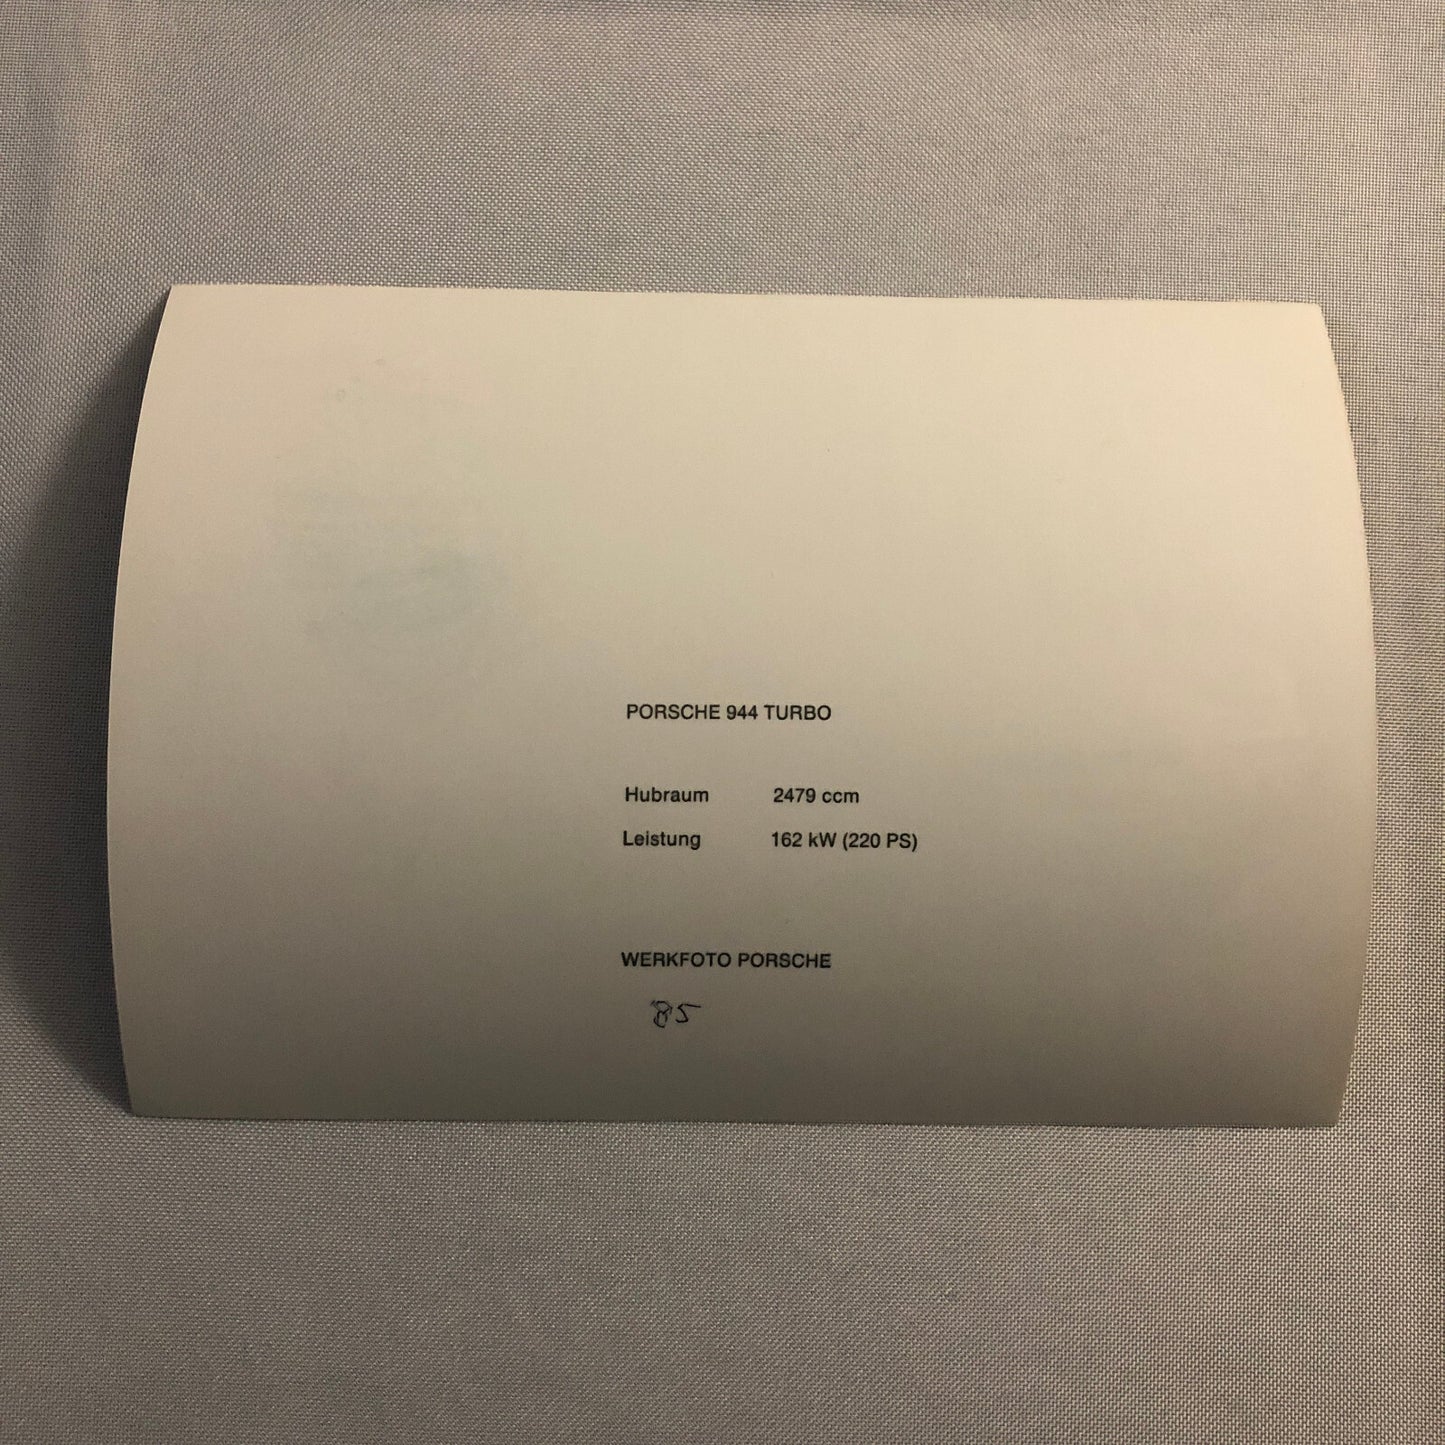 PORSCHE 944 TURBO
Hubraum 2479 ccm
Leistung 162 kW (220 PS)
WERKFOTO PORSCHE
85